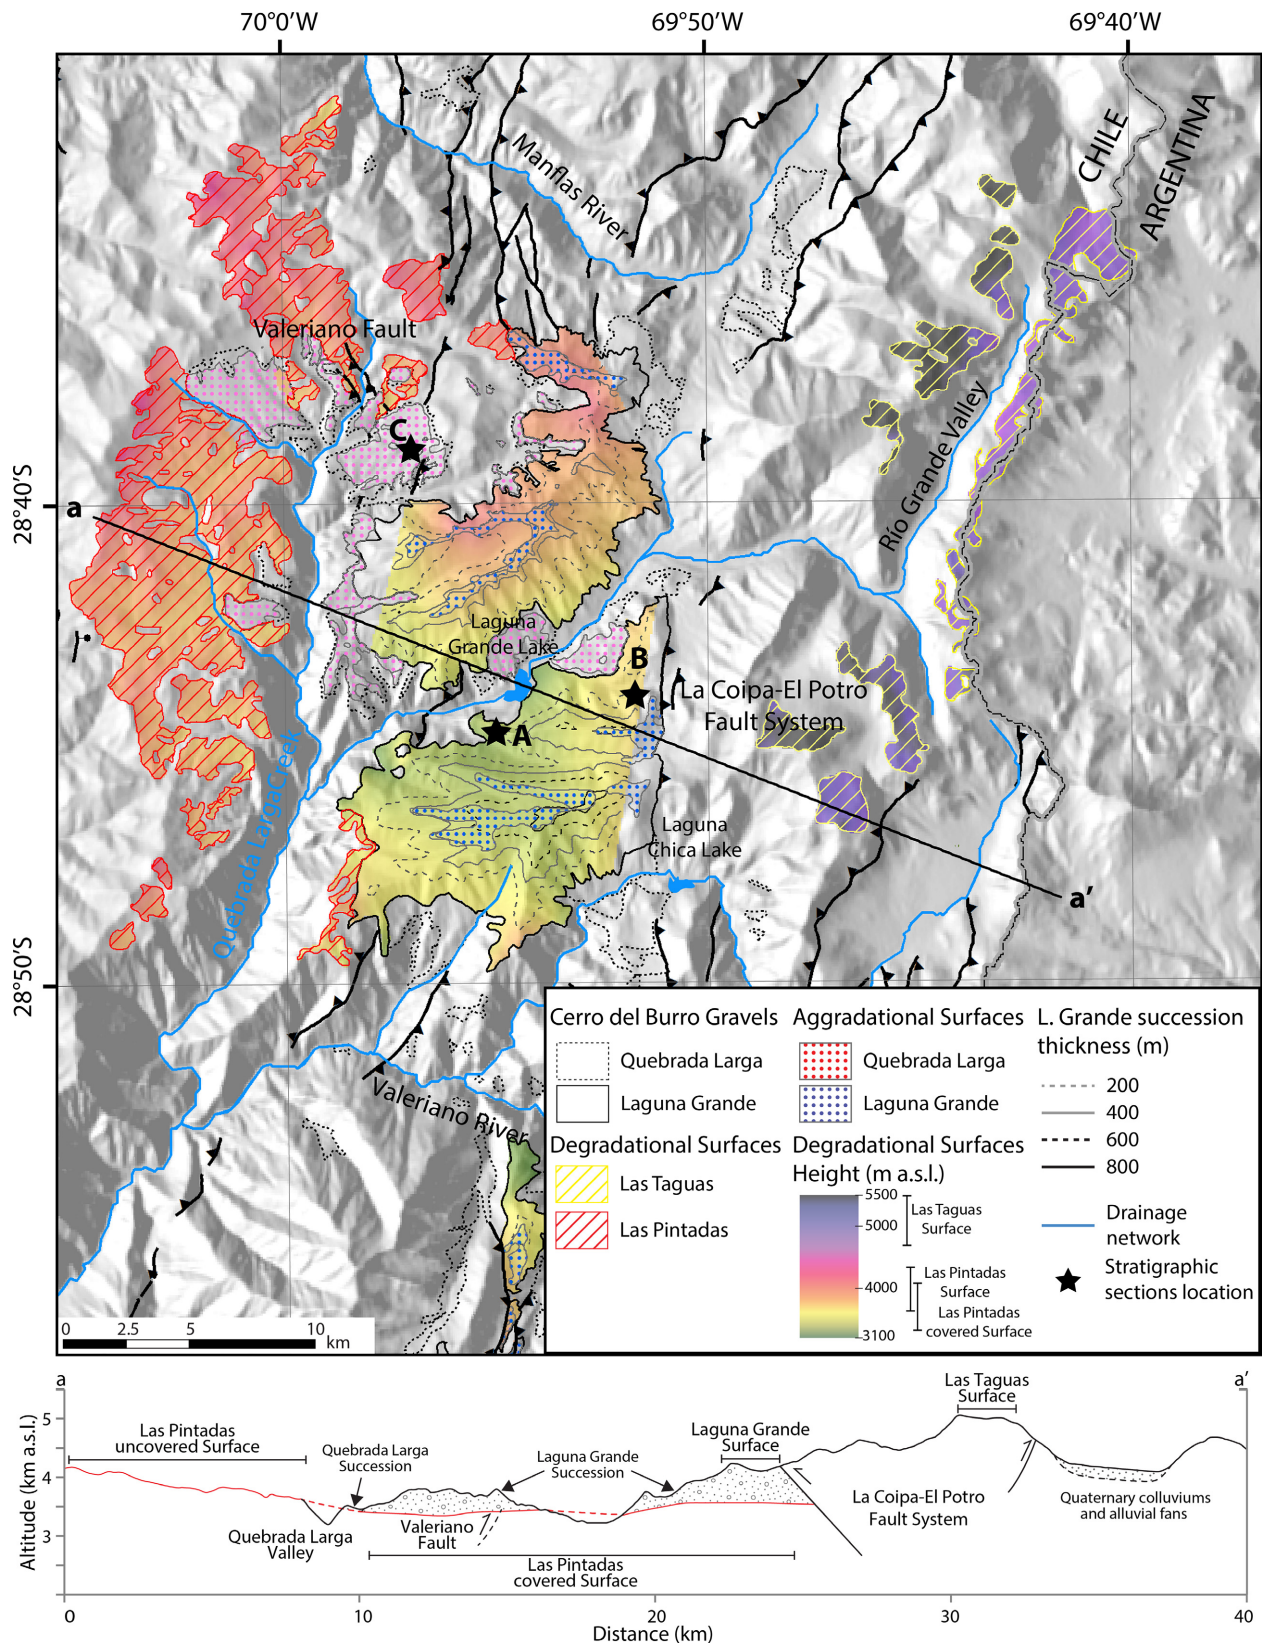 70°0′W
69°50′W
69°40′W
CHILE
ARGENTINA
Manflas River
Valeriano Fault
C
28°40′S
a
Río Grande Valley
Laguna
Grande Lake
B
La Coipa-El Potro
Fault System
A
Quebrada LargaCreek
Laguna
Chica Lake
a′
28°50′S
Valeriano River
Cerro del Burro Gravels
Quebrada Larga
Laguna Grande
Degradational Surfaces
Las Taguas
Las Pintadas
Aggradational Surfaces
Quebrada Larga
Laguna Grande
Degradational Surfaces
Height (m a.s.l.)
5500
5000
4000
3100
Las Taguas
Surface
Las Pintadas
Surface
Las Pintadas
covered Surface
L. Grande succession
thickness (m)
200
400
600
800
Drainage
network
Stratigraphic
sections location
0 2.5 5 10
km
a
a′
Altitude (km a.s.l.)
5
4
3
Las Pintadas
uncovered Surface
Quebrada Larga
Succession
Quebrada Larga
Valley
Valeriano
Fault
Laguna Grande
Succession
Laguna Grande
Surface
Las Pintadas
covered Surface
Las Taguas
Surface
La Coipa-El Potro
Fault System
Quaternary colluviums
and alluvial fans
0 10 20 30 40
Distance (km)